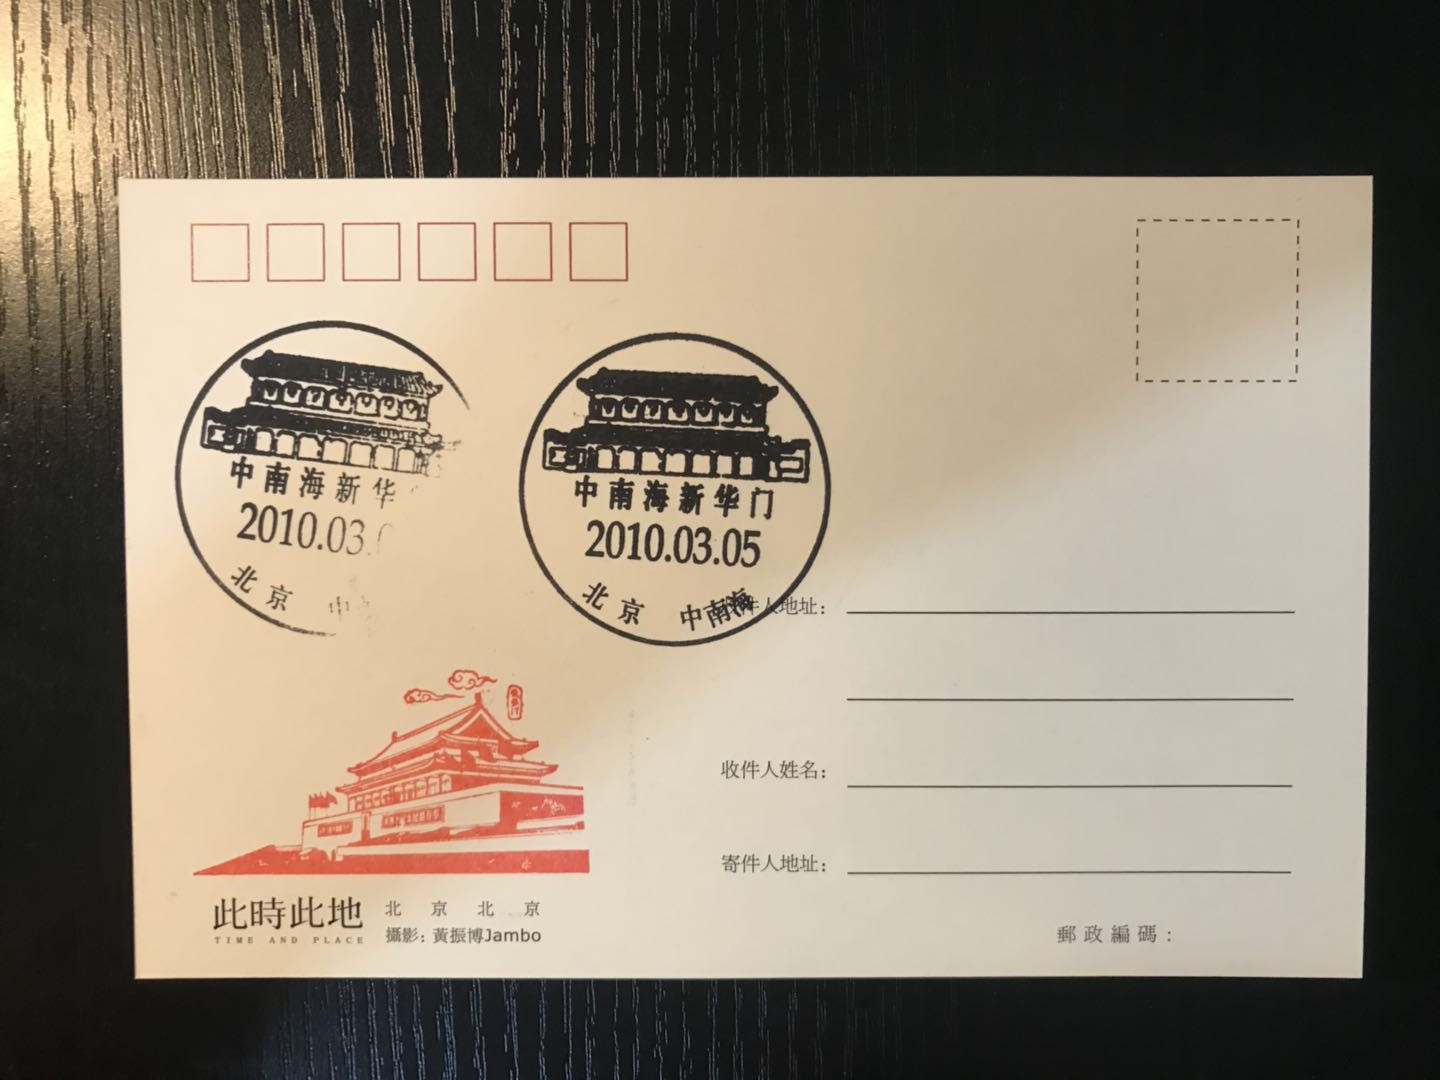 中南海新华
2010.03.
北京 中
中南海新华门
2010.03.05
北京 中南海
件人地址：
收件人姓名：
寄件人地址：
此時此地
TIME AND PLACE
北京北京
攝影：黃振博Jambo
郵政編碼：